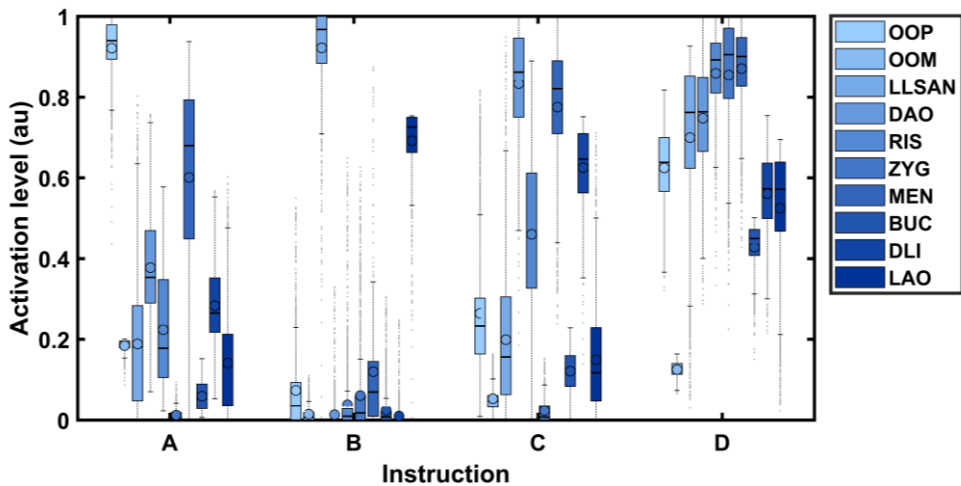 1
0.8
0.6
0.4
0.2
0
Activation level (au)
A B C D
Instruction
OOP
OOM
LLSAN
DAO
RIS
ZYG
MEN
BUC
DLI
LAO